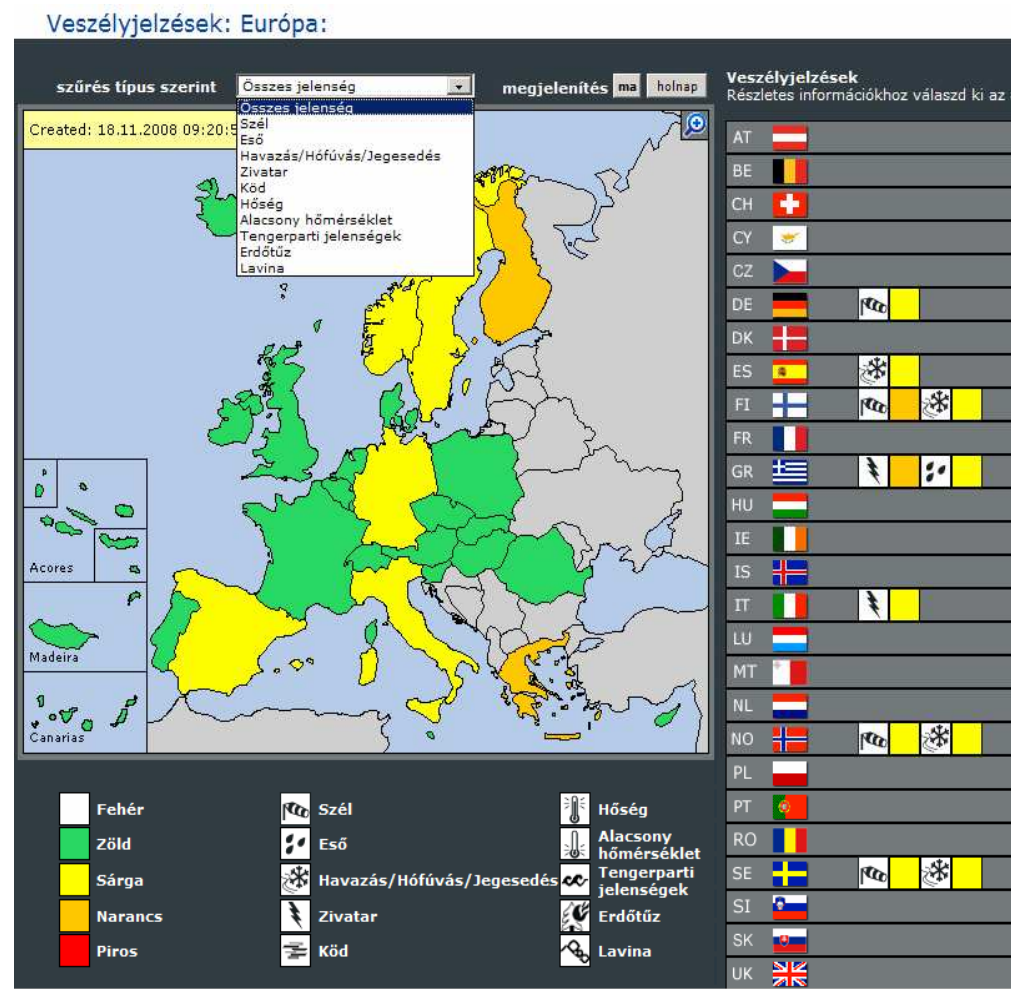 Veszélyjelzések: Európa:
szűrés típus szerint
Összes jelenség
megjelenítés
ma
holnap
Veszélyjelzések
Részletes információkhoz válaszd ki az
Created: 18.11.2008 09:20:5
Összes jelenség
Szél
Eső
Havazás/Hófúvás/Jegesedés
Zivatar
Köd
Hőség
Alacsony hőmérséklet
Tengerparti jelenségek
Erdőtűz
Lavina
Acores
Madeira
Canarias
AT
BE
CH
CY
CZ
DE
DK
ES
FI
FR
GR
HU
IE
IS
IT
LU
MT
NL
NO
PL
PT
RO
SE
SI
SK
UK
Fehér
Zöld
Sárga
Narancs
Piros
Szél
Eső
Havazás/Hófúvás/Jegesedés
Zivatar
Köd
Hőség
Alacsony
hőmérséklet
Tengerparti
jelenségek
Erdőtűz
Lavina